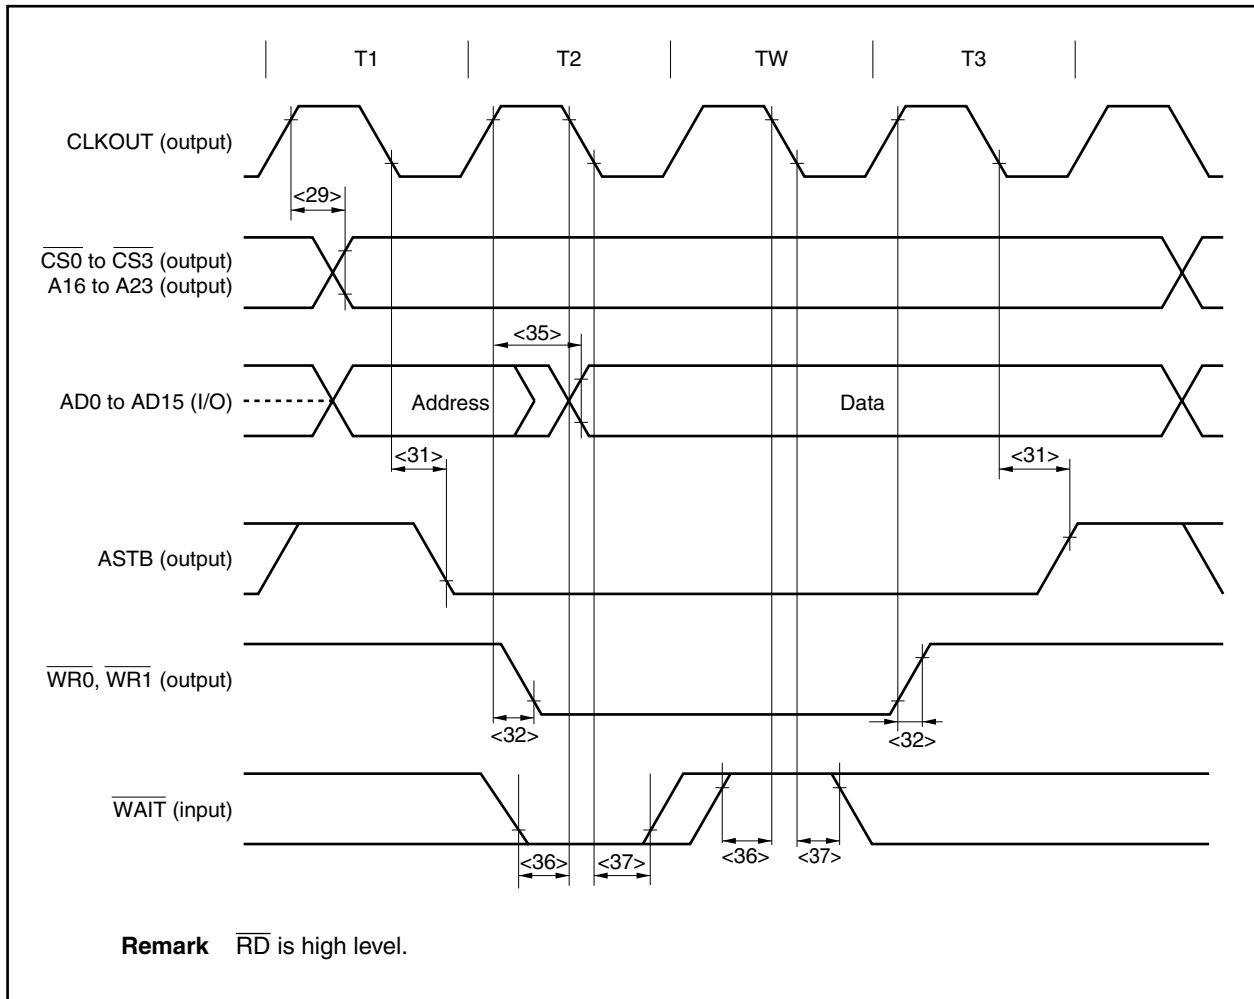 T1 T2 TW T3
CLKOUT (output)
<29>
CS0 to CS3 (output)
A16 to A23 (output)
<35>
AD0 to AD15 (I/O) Address Data
<31> <31>
ASTB (output)
WR0, WR1 (output)
<32> <32>
WAIT (input)
<36> <37> <36> <37>
Remark RD is high level.